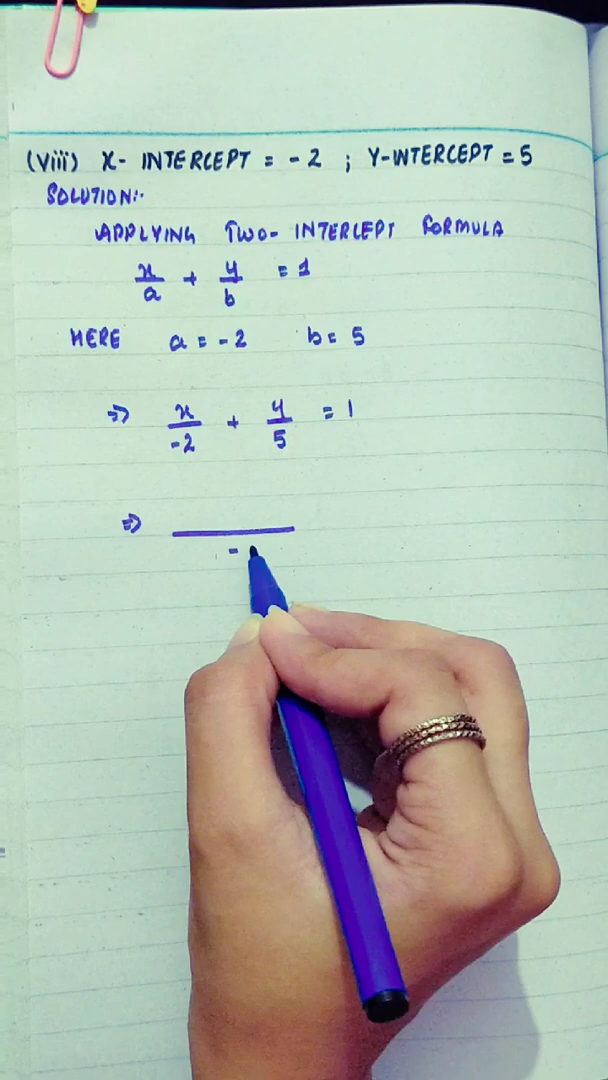 (viii) X- INTERCEPT = -2 ; Y-INTERCEPT = 5
SOLUTION:-
APPLYING TWO- INTERCEPT FORMULA
x/a + y/b = 1
HERE a = -2 b = 5
⇒ x/-2 + y/5 = 1
⇒ -